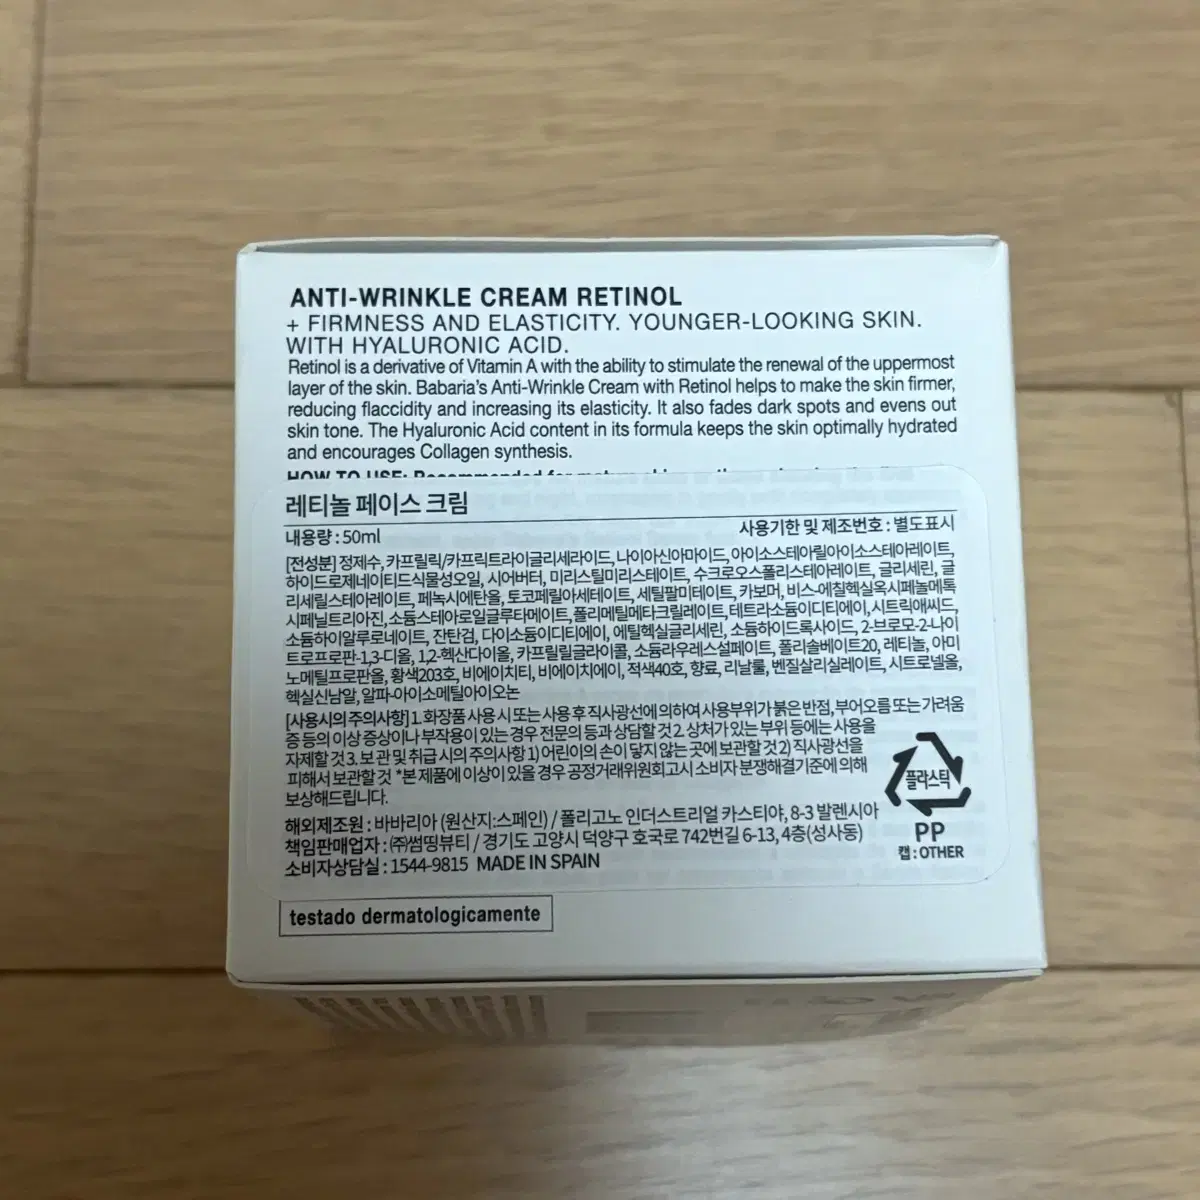 ANTI-WRINKLE CREAM RETINOL
+ FIRMNESS AND ELASTICITY. YOUNGER-LOOKING SKIN.
WITH HYALURONIC ACID.
Retinol is a derivative of Vitamin A with the ability to stimulate the renewal of the uppermost
layer of the skin. Babaria's Anti-Wrinkle Cream with Retinol helps to make the skin firmer,
reducing flaccidity and increasing its elasticity. It also fades dark spots and evens out
skin tone. The Hyaluronic Acid content in its formula keeps the skin optimally hydrated
and encourages Collagen synthesis.
HOW TO USE: Recommended for
레티놀 페이스 크림
내용량 : 50ml
사용기한 및 제조번호 : 별도표시
[전성분] 정제수, 카프릴릭/카프릭트라이글리세라이드, 나이아신아마이드, 아이소스테아릴아이소스테아레이트,
하이드로제네이티드식물성오일, 시어버터, 미리스틸미리스테이트, 수크로오스폴리스테아레이트, 글리세린, 글
리세릴스테아레이트, 페녹시에탄올, 토코페릴아세테이트, 세틸팔미테이트, 카보머, 비스-에칠헥실옥시페놀메톡
시페닐트리아진, 소듐스테아로일글루타메이트, 폴리메틸메타크릴레이트, 테트라소듐이디티에이, 시트릭애씨드,
소듐하이알루로네이트, 잔탄검, 다이소듐이디티에이, 에틸헥실글리세린, 소듐하이드록사이드, 2-브로모-2-나이
트로프로판-1,3-디올, 1,2-헥산다이올, 카프릴릴글라이콜, 소듐라우레스설페이트, 폴리솔베이트20, 레티놀, 아미
노메틸프로판올, 황색203호, 비에이치티, 비에이치에이, 적색40호, 향료, 리날룰, 벤질살리실레이트, 시트로넬올,
헥실신남알, 알파-아이소메틸아이오논
[사용시의 주의사항] 1. 화장품 사용 시 또는 사용 후 직사광선에 의하여 사용부위가 붉은 반점, 부어오름 또는 가려움
증 등의 이상 증상이나 부작용이 있는 경우 전문의 등과 상담할 것 2. 상처가 있는 부위 등에는 사용을
자제할 것 3. 보관 및 취급 시의 주의사항 1) 어린이의 손이 닿지 않는 곳에 보관할 것 2) 직사광선을
피해서 보관할 것 *본 제품에 이상이 있을 경우 공정거래위원회고시 소비자 분쟁해결기준에 의해
보상해드립니다.
해외제조원 : 바바리아 (원산지:스페인) / 폴리고노 인더스트리얼 카스티야, 8-3 발렌시아
책임판매업자 : ㈜썸띵뷰티 / 경기도 고양시 덕양구 호국로 742번길 6-13, 4층(성사동)
소비자상담실 : 1544-9815 MADE IN SPAIN
플라스틱
PP
캡 : OTHER
testado dermatologicamente